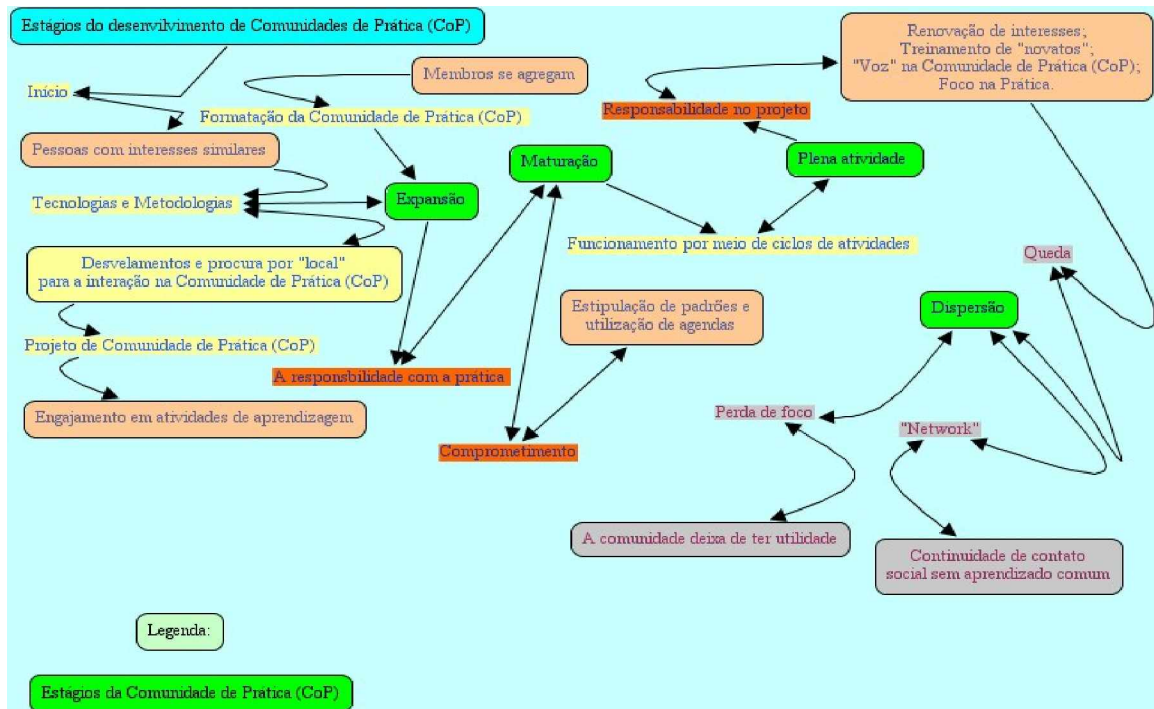 Estágios do desenvilvimento de Comunidades de Prática (CoP)
Início
Pessoas com interesses similares
Tecnologias e Metodologias
Desvelamentos e procura por "local"
para a interação na Comunidade de Prática (CoP)
Projeto de Comunidade de Prática (CoP)
Engajamento em atividades de aprendizagem
Membros se agregam
Formatação da Comunidade de Prática (CoP)
Expansão
A responsbilidade com a prática
Maturação
Comprometimento
Estipulação de padrões e
utilização de agendas
Funcionamento por meio de ciclos de atividades
Plena atividade
Responsabilidade no projeto
Renovação de interesses;
Treinamento de "novatos";
"Voz" na Comunidade de Prática (CoP);
Foco na Prática.
Queda
Dispersão
Perda de foco
"Network"
A comunidade deixa de ter utilidade
Continuidade de contato
social sem aprendizado comum
Legenda:
Estágios da Comunidade de Prática (CoP)